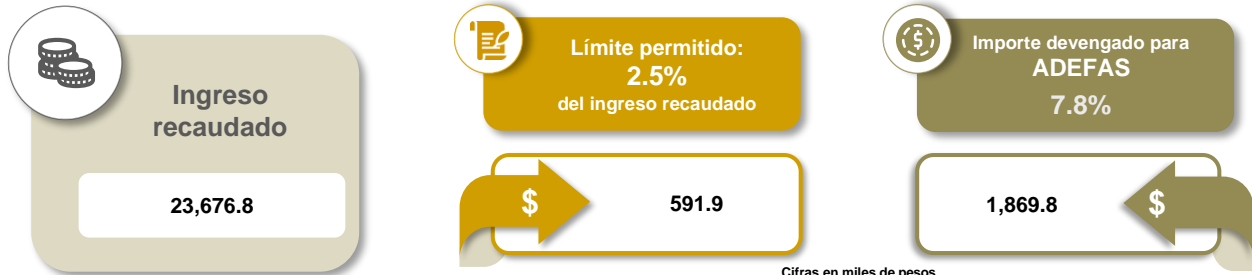 Ingreso
recaudado
23,676.8
Límite permitido:
2.5%
del ingreso recaudado
$
591.9
Importe devengado para
ADEFAS
7.8%
1,869.8
$
Cifras en miles de pesos